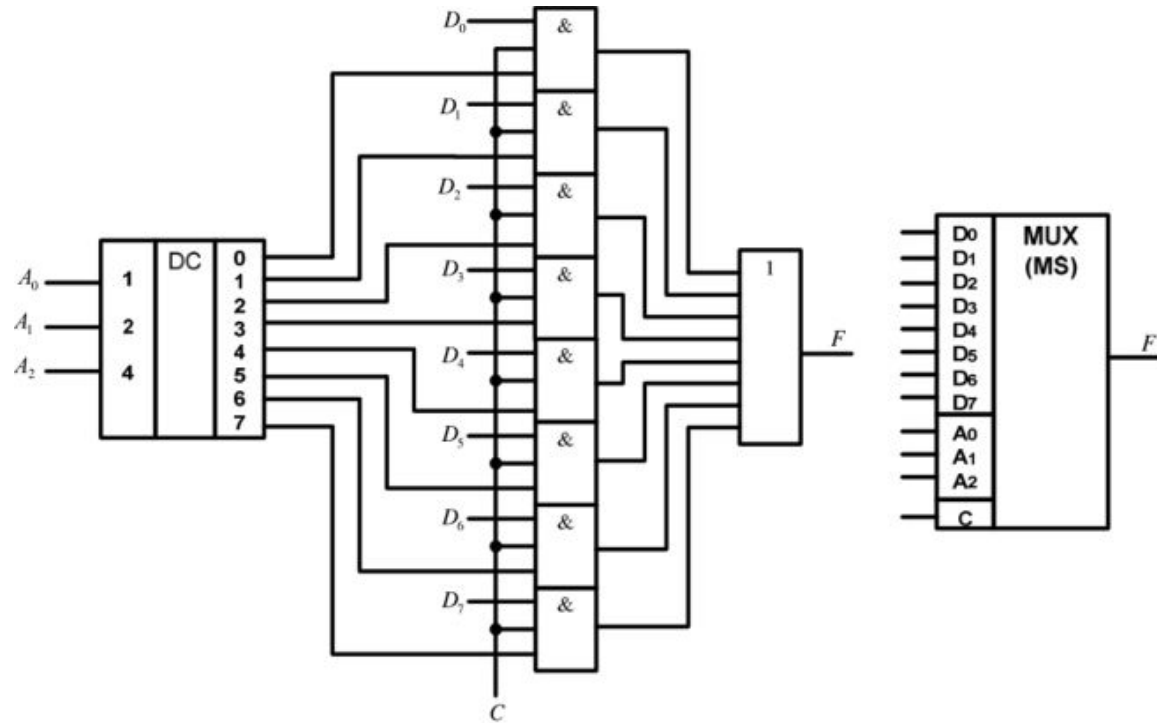 D₀
&
D₁
&
D₂
&
D₃
&
D₄
&
D₅
&
D₆
&
D₇
&
C
A₀
A₁
A₂
1
2
4
DC
0
1
2
3
4
5
6
7
1
F
D0
D1
D2
D3
D4
D5
D6
D7
A0
A1
A2
C
MUX
(MS)
F